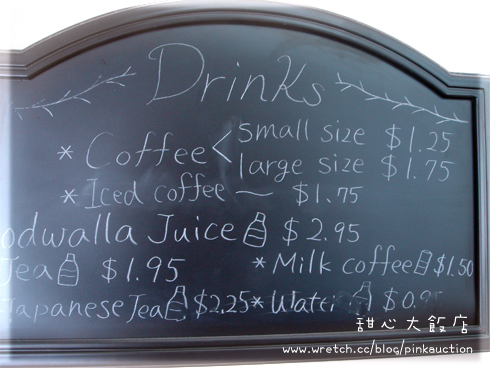 Drinks
* Coffee < small size $1.25
large size $1.75
* Iced coffee — $1.75
odwalla Juice $2.95
Tea $1.95 * Milk coffee $1.50
Japanese Tea $2.25 * Water $0.9
甜心大飯店
www.wretch.cc/blog/pinkauction